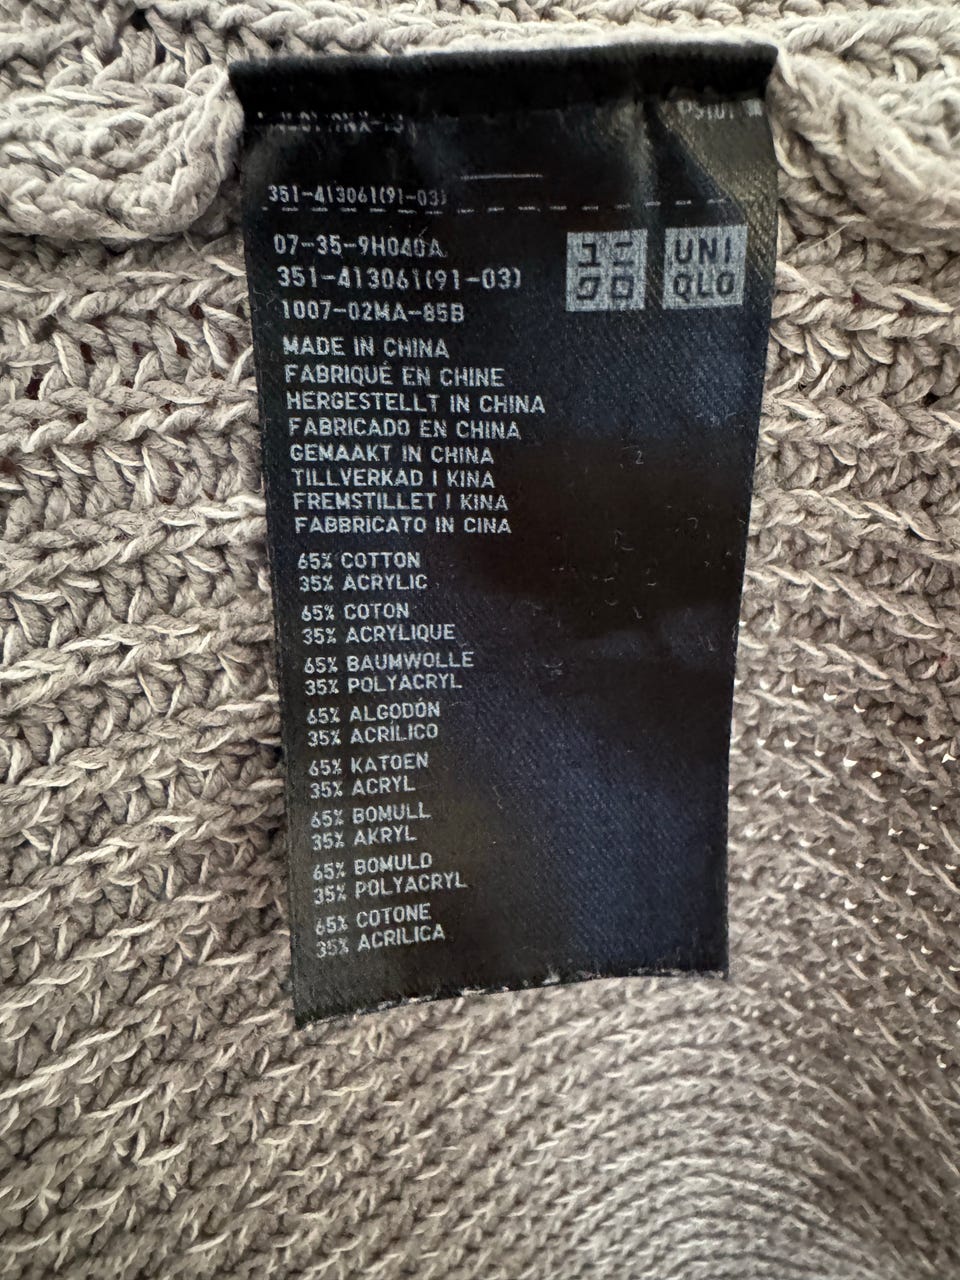 351-413061(91-03)
07-35-9H040A
351-413061(91-03)
1007-02MA-85B
ユニ
クロ
UNI
QLO
MADE IN CHINA
FABRIQUÉ EN CHINE
HERGESTELLT IN CHINA
FABRICADO EN CHINA
GEMAAKT IN CHINA
TILLVERKAD I KINA
FREMSTILLET I KINA
FABBRICATO IN CINA
65% COTTON
35% ACRYLIC
65% COTON
35% ACRYLIQUE
65% BAUMWOLLE
35% POLYACRYL
65% ALGODÓN
35% ACRÍLICO
65% KATOEN
35% ACRYL
65% BOMULL
35% AKRYL
65% BOMULD
35% POLYACRYL
65% COTONE
35% ACRILICA